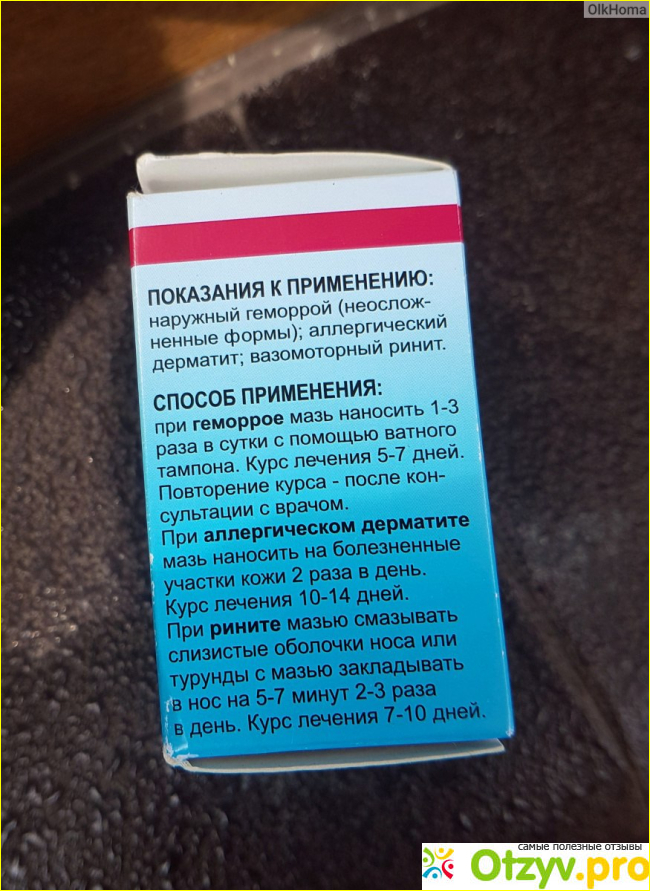 OlkHoma
ПОКАЗАНИЯ К ПРИМЕНЕНИЮ:
наружный геморрой (неослож-
ненные формы); аллергический
дерматит; вазомоторный ринит.
СПОСОБ ПРИМЕНЕНИЯ:
при геморрое мазь наносить 1-3
раза в сутки с помощью ватного
тампона. Курс лечения 5-7 дней.
Повторение курса - после кон-
сультации с врачом.
При аллергическом дерматите
мазь наносить на болезненные
участки кожи 2 раза в день.
Курс лечения 10-14 дней.
При рините мазью смазывать
слизистые оболочки носа или
турунды с мазью закладывать
в нос на 5-7 минут 2-3 раза
в день. Курс лечения 7-10 дней.
самые полезные отзывы
Otzyv.pro